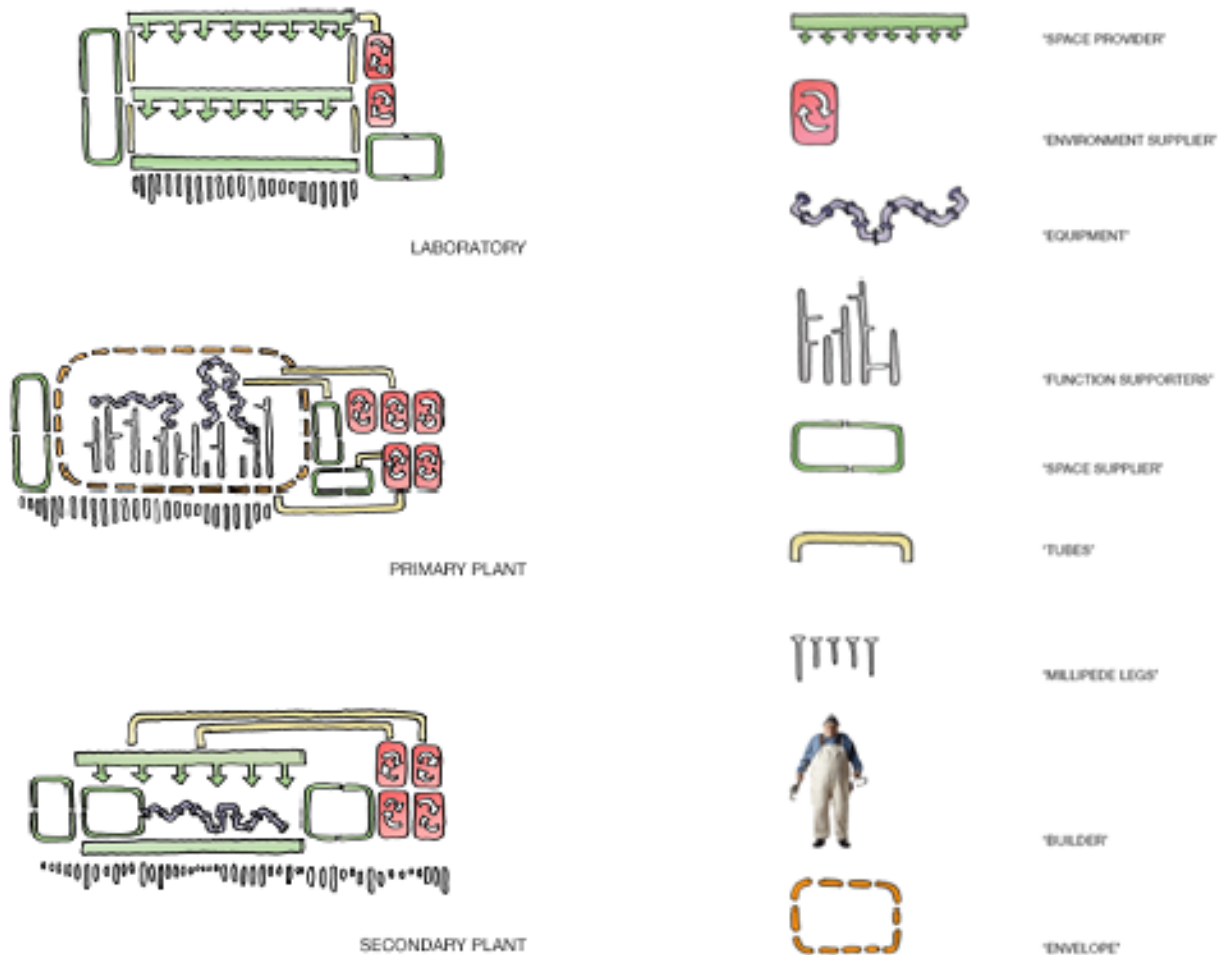 "SPACE PROVIDER"
"ENVIRONMENT SUPPLIER"
"EQUIPMENT"
LABORATORY
"FUNCTION SUPPORTERS"
"SPACE SUPPLIER"
"TUBES"
PRIMARY PLANT
"MILLIPEDE LEGS"
"BUILDER"
SECONDARY PLANT
"ENVELOPE"